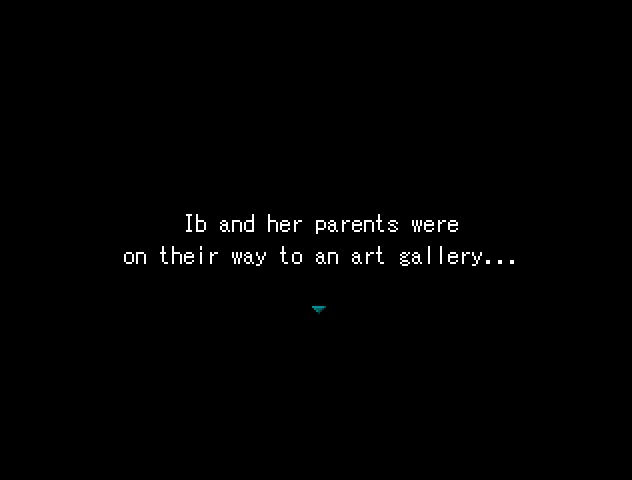 Ib and her parents were
on their way to an art gallery...